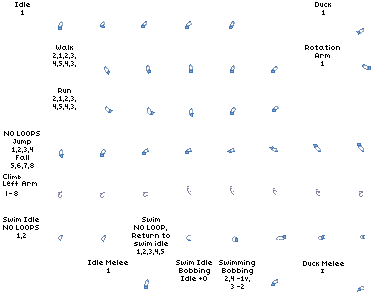 Idle
1
Duck
1
Walk
2,1,2,3,
4,5,4,3,
Rotation
Arm
1
Run
2,1,2,3,
4,5,4,3,
NO LOOPS
Jump
1,2,3,4
Fall
5,6,7,8
Climb
Left Arm
1-8
Swim Idle
NO LOOPS
1,2
Swim
NO LOOP,
Return to
swim idle
1,2,3,4,5
Idle Melee
1
Swim Idle
Bobbing
Idle +0
Swimming
Bobbing
2,4 -1v,
3 -2
Duck Melee
1